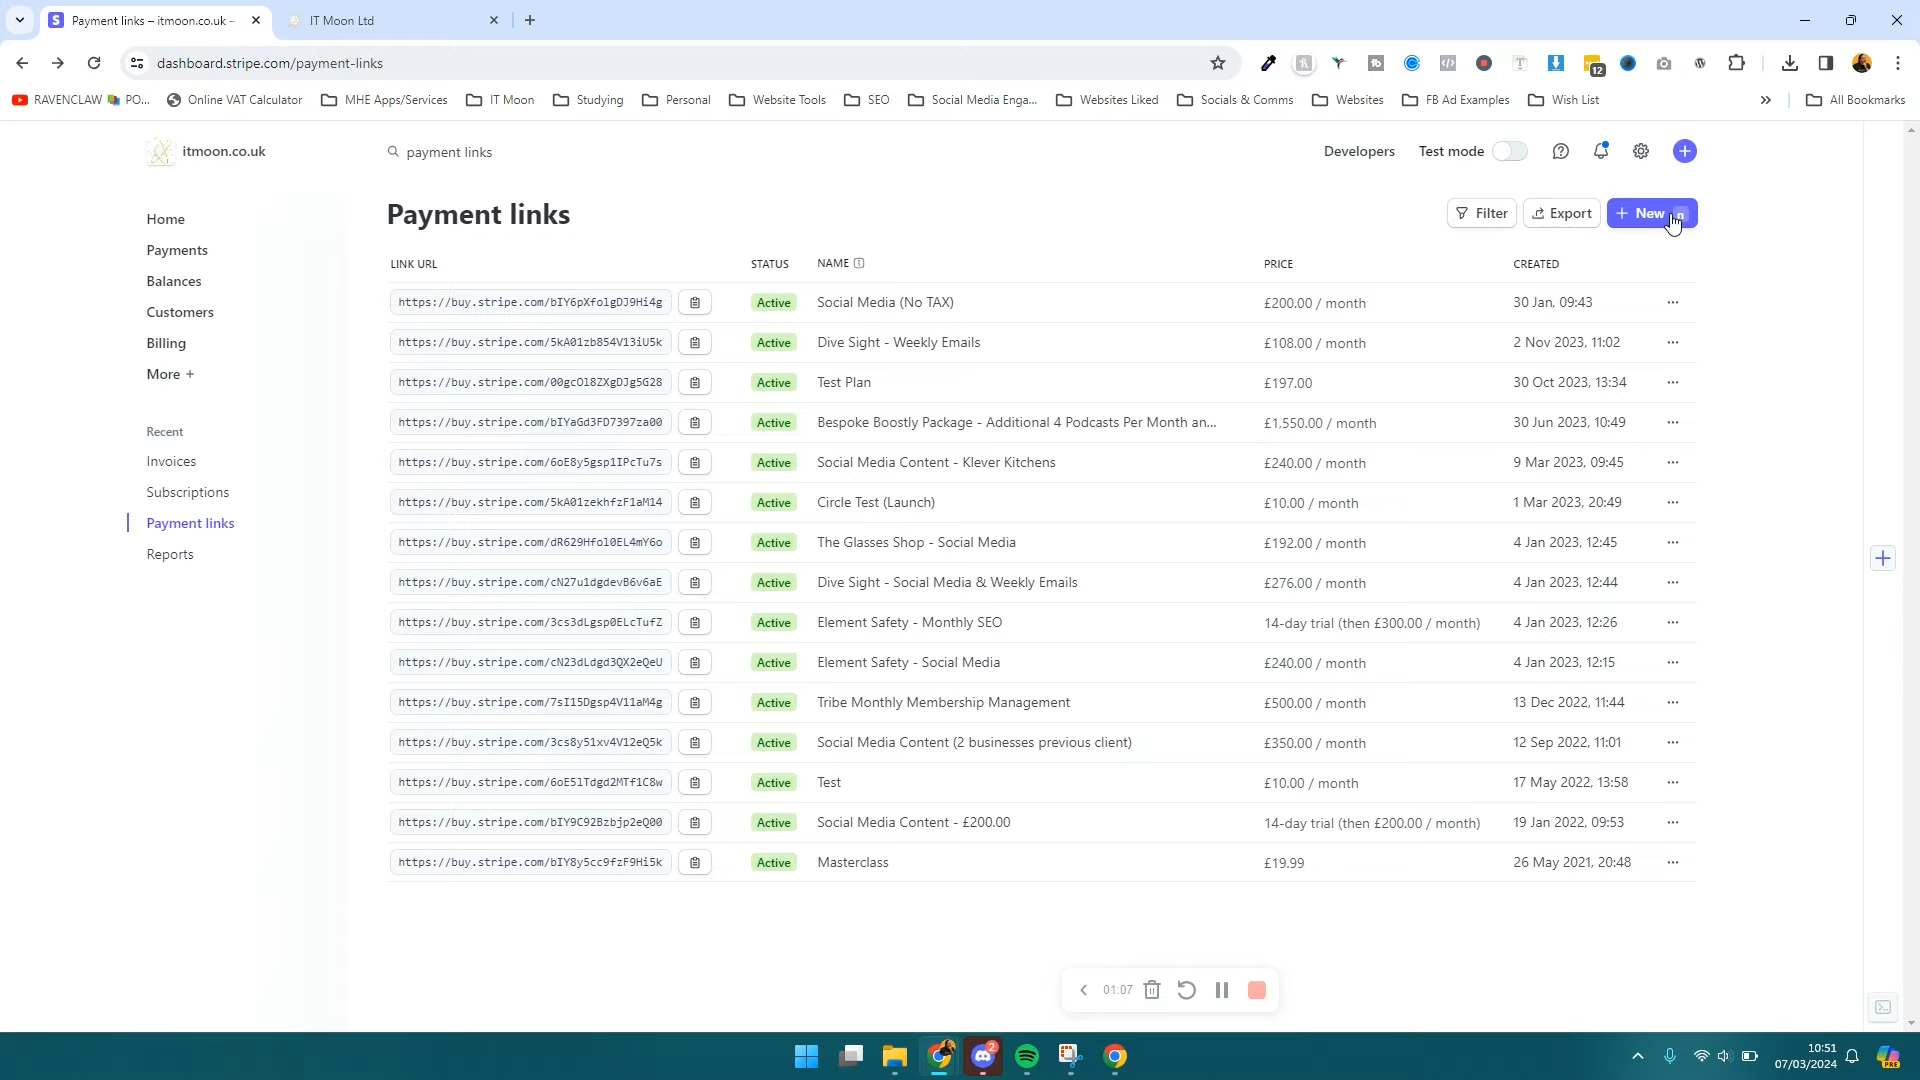 Payment links – itmoon.co.uk –
IT Moon Ltd
dashboard.stripe.com/payment-links
12
RAVENCLAW PO...
Online VAT Calculator
MHE Apps/Services
IT Moon
Studying
Personal
Website Tools
SEO
Social Media Enga...
Websites Liked
Socials & Comms
Websites
FB Ad Examples
Wish List
All Bookmarks
itmoon.co.uk
payment links
Developers
Test mode
Home
Payments
Balances
Customers
Billing
More +
Recent
Invoices
Subscriptions
Payment links
Reports
Payment links
Filter
Export
+ New n
LINK URL STATUS NAME PRICE CREATED
https://buy.stripe.com/bIY6pXfolgDJ9Hi4g Active Social Media (No TAX) £200.00 / month 30 Jan, 09:43
https://buy.stripe.com/5kA01zb854V13iU5k Active Dive Sight - Weekly Emails £108.00 / month 2 Nov 2023, 11:02
https://buy.stripe.com/00gcOl8ZXgDJg5G28 Active Test Plan £197.00 30 Oct 2023, 13:34
https://buy.stripe.com/bIYaGd3FD7397za00 Active Bespoke Boostly Package - Additional 4 Podcasts Per Month an... £1,550.00 / month 30 Jun 2023, 10:49
https://buy.stripe.com/6oE8y5gsp1IPcTu7s Active Social Media Content - Klever Kitchens £240.00 / month 9 Mar 2023, 09:45
https://buy.stripe.com/5kA01zekhfzF1aM14 Active Circle Test (Launch) £10.00 / month 1 Mar 2023, 20:49
https://buy.stripe.com/dR629Hfol0EL4mY6o Active The Glasses Shop - Social Media £192.00 / month 4 Jan 2023, 12:45
https://buy.stripe.com/cN27u1dgdevB6v6aE Active Dive Sight - Social Media & Weekly Emails £276.00 / month 4 Jan 2023, 12:44
https://buy.stripe.com/3cs3dLgsp0ELcTufZ Active Element Safety - Monthly SEO 14-day trial (then £300.00 / month) 4 Jan 2023, 12:26
https://buy.stripe.com/cN23dLdgd3QX2eQeU Active Element Safety - Social Media £240.00 / month 4 Jan 2023, 12:15
https://buy.stripe.com/7sI15Dgsp4V11aM4g Active Tribe Monthly Membership Management £500.00 / month 13 Dec 2022, 11:44
https://buy.stripe.com/3cs8y51xv4V12eQ5k Active Social Media Content (2 businesses previous client) £350.00 / month 12 Sep 2022, 11:01
https://buy.stripe.com/6oE5lTdgd2MTf1C8w Active Test £10.00 / month 17 May 2022, 13:58
https://buy.stripe.com/bIY9C92Bzbjp2eQ00 Active Social Media Content - £200.00 14-day trial (then £200.00 / month) 19 Jan 2022, 09:53
https://buy.stripe.com/bIY8y5cc9fzF9Hi5k Active Masterclass £19.99 26 May 2021, 20:48
01:07
2
10:51
07/03/2024
PRE